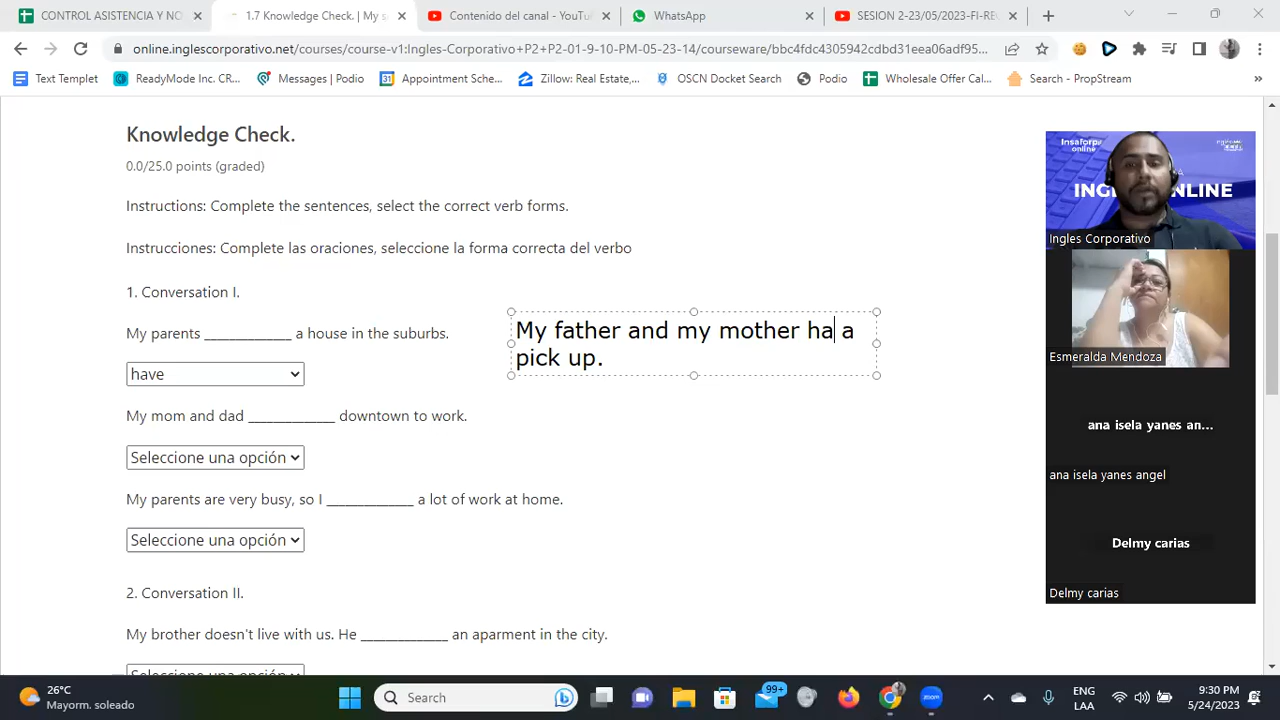 CONTROL ASISTENCIA Y NO
1.7 Knowledge Check. | My s
Contenido del canal - YouTu
WhatsApp
SESION 2-23/05/2023-FI-RE
online.inglescorporativo.net/courses/course-v1:Ingles-Corporativo+P2+P2-01-9-10-PM-05-23-14/courseware/bbc4fdc4305942cdbd31eea06adf95...
Text Templet
ReadyMode Inc. CR...
Messages | Podio
Appointment Sche...
Zillow: Real Estate,...
OSCN Docket Search
Podio
Wholesale Offer Cal...
Search - PropStream
»
Knowledge Check.
0.0/25.0 points (graded)
Instructions: Complete the sentences, select the correct verb forms.
Instrucciones: Complete las oraciones, seleccione la forma correcta del verbo
1. Conversation I.
My parents _____________ a house in the suburbs.
have
My father and my mother ha a
pick up.
My mom and dad _____________ downtown to work.
Seleccione una opción
My parents are very busy, so I _____________ a lot of work at home.
Seleccione una opción
2. Conversation II.
My brother doesn't live with us. He _____________ an aparment in the city.
Seleccione una opción
online
Ingles Corporativo
Esmeralda Mendoza
ana isela yanes an...
ana isela yanes angel
Delmy carias
Delmy carias
26°C
Mayorm. soleado
Search
99+
zoom
ENG
LAA
9:30 PM
5/24/2023